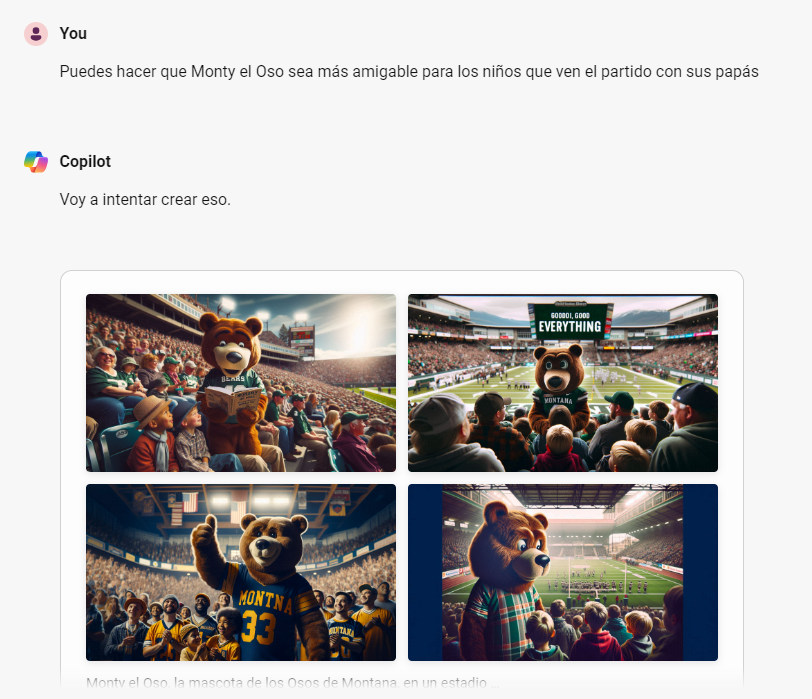 You
Puedes hacer que Monty el Oso sea más amigable para los niños que ven el partido con sus papás
Copilot
Voy a intentar crear eso.
BEARS
GOODOI, GOOD
EVERYTHING
MONTANA
MONTNA
33
MONTANA
Monty el Oso, la mascota de los Osos de Montana, en un estadio ...